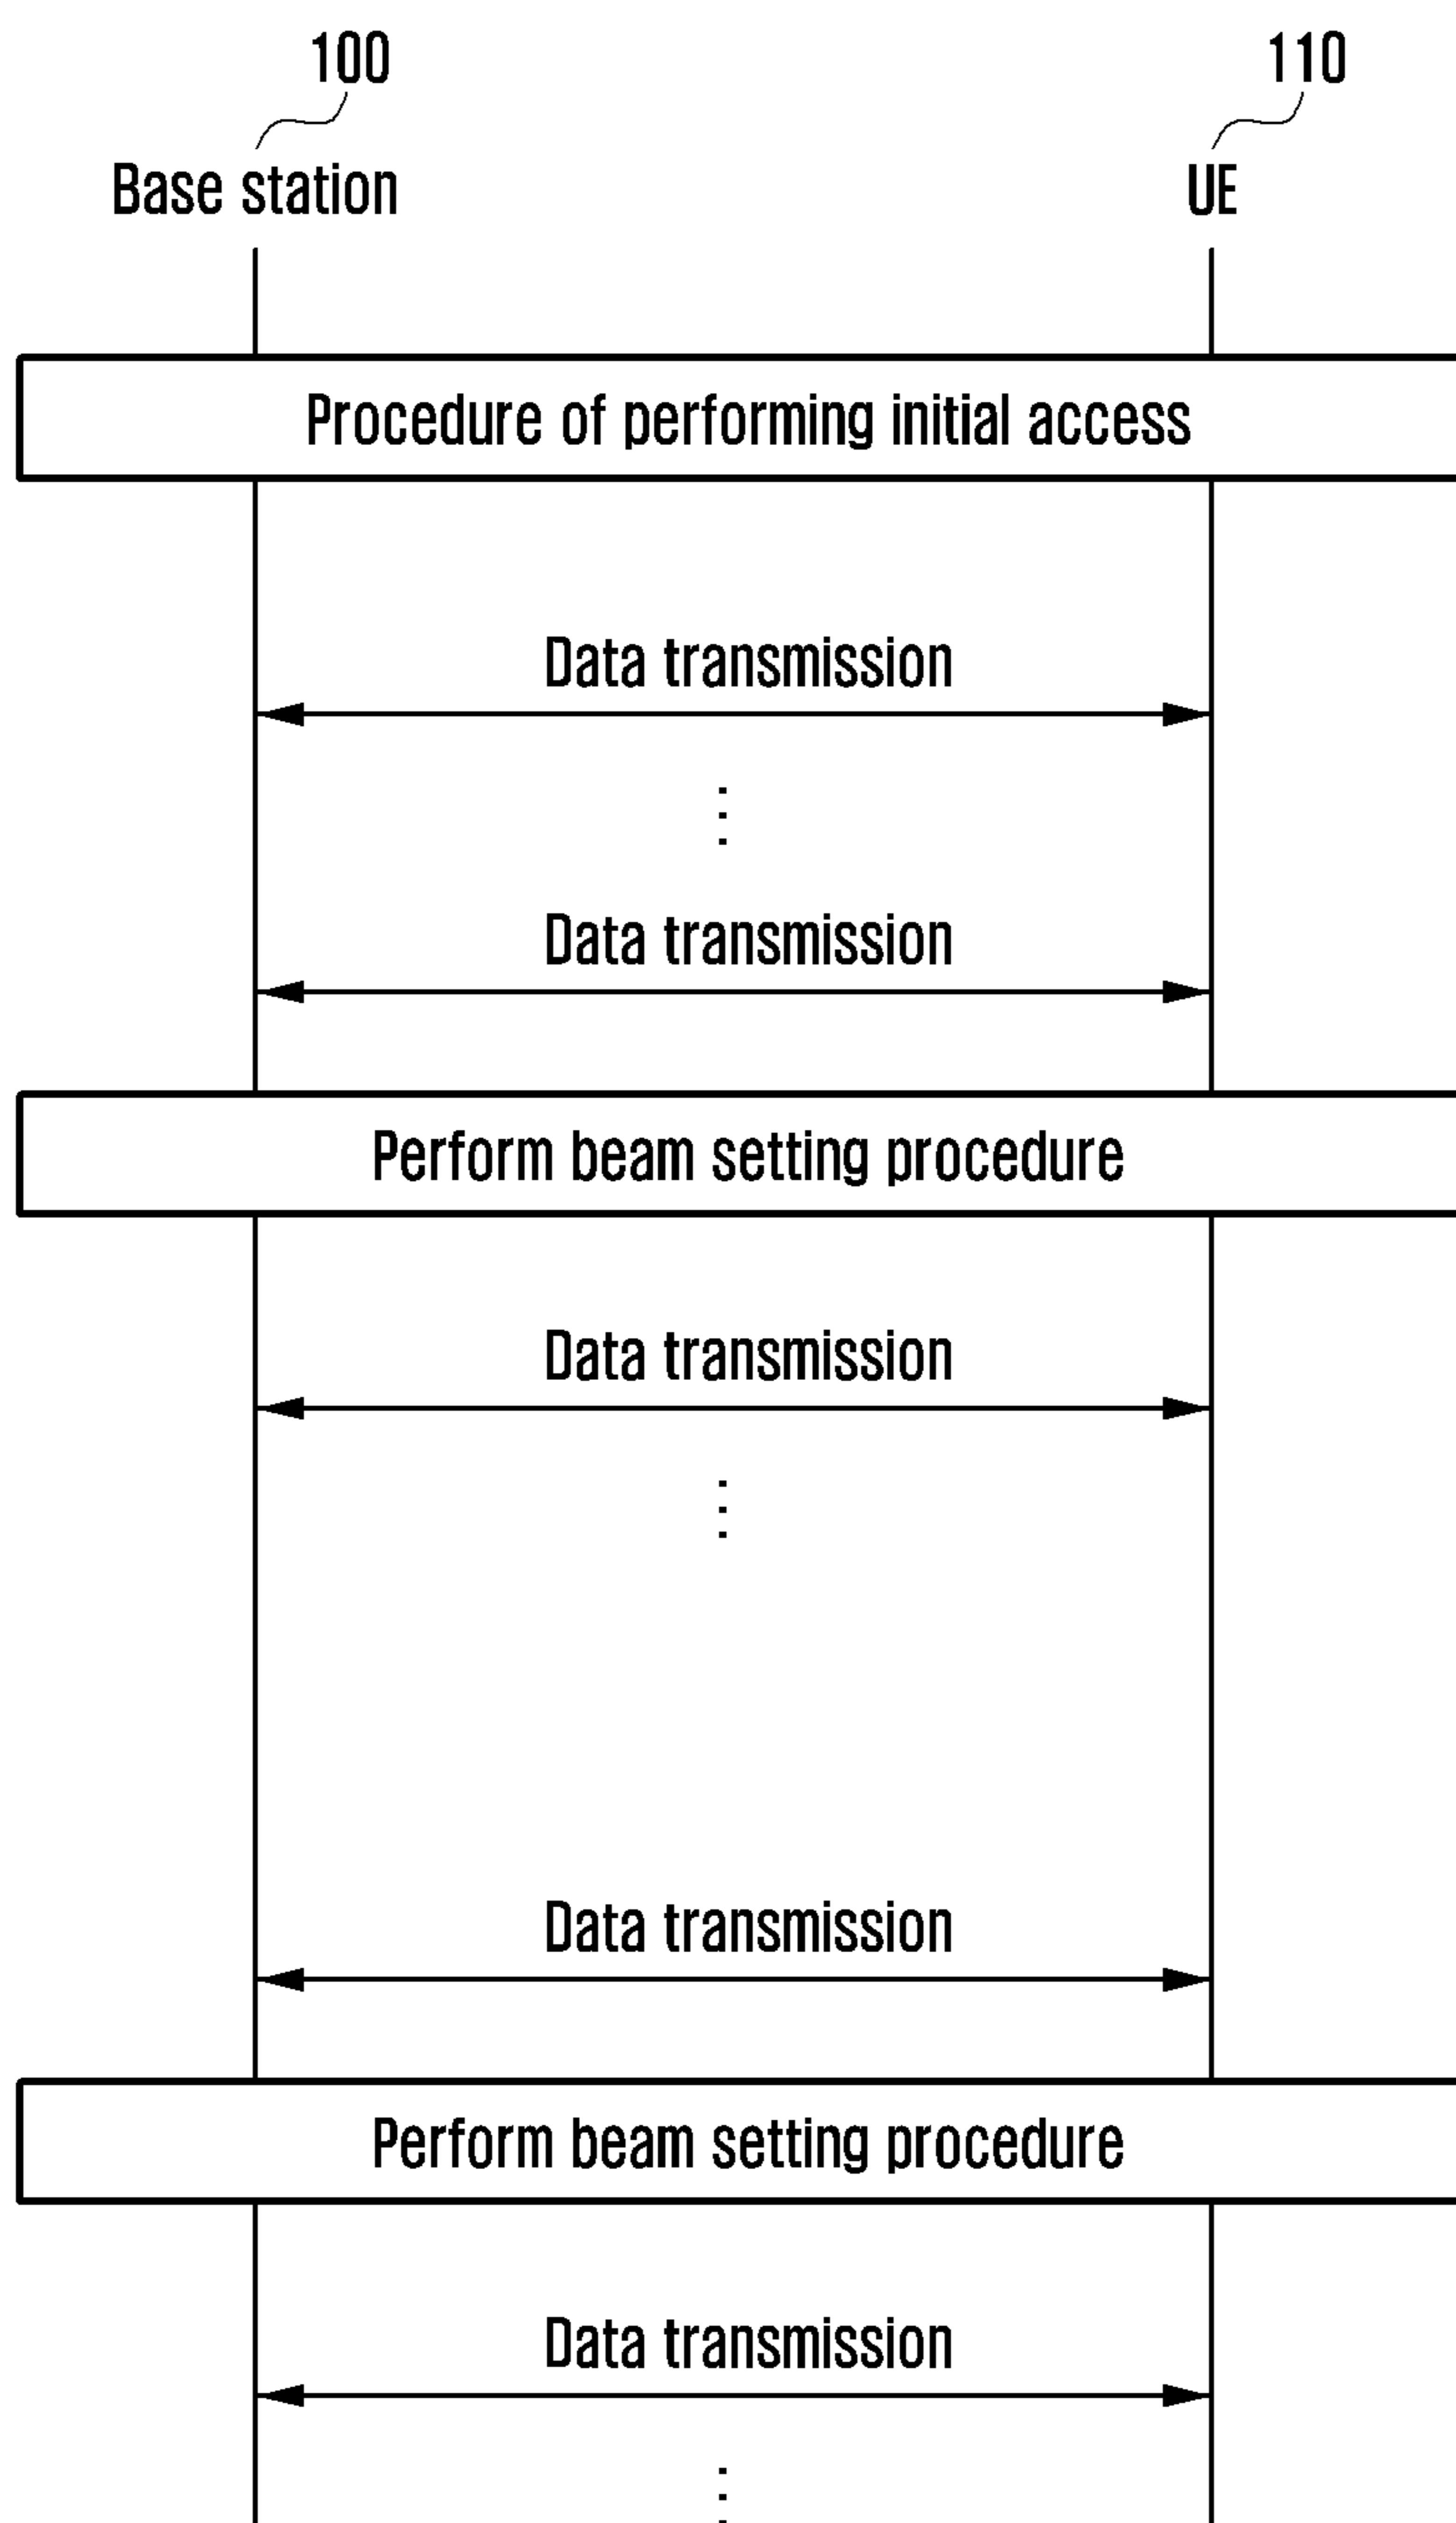 100
110
Base station
UE
Procedure of performing initial access
Data transmission
Data transmission
Perform beam setting procedure
Data transmission
Data transmission
Perform beam setting procedure
Data transmission